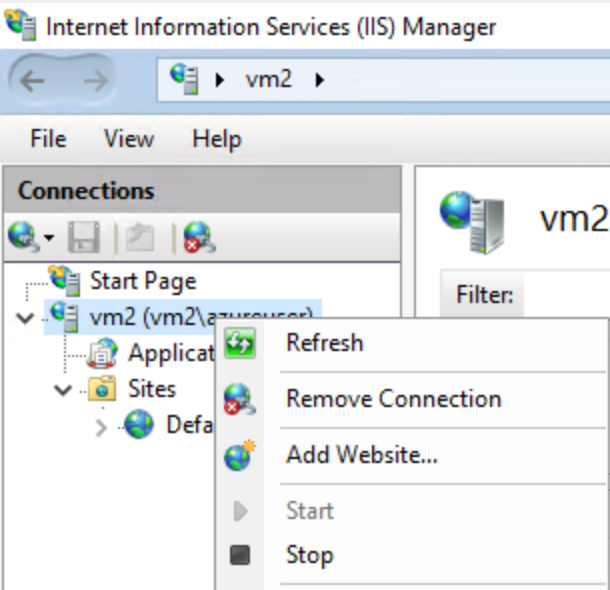 Internet Information Services (IIS) Manager
vm2
File View Help
Connections
vm2
Start Page
Filter:
vm2 (vm2\azureuser)
Refresh
Applicat
Sites
Remove Connection
Defa
Add Website...
Start
Stop